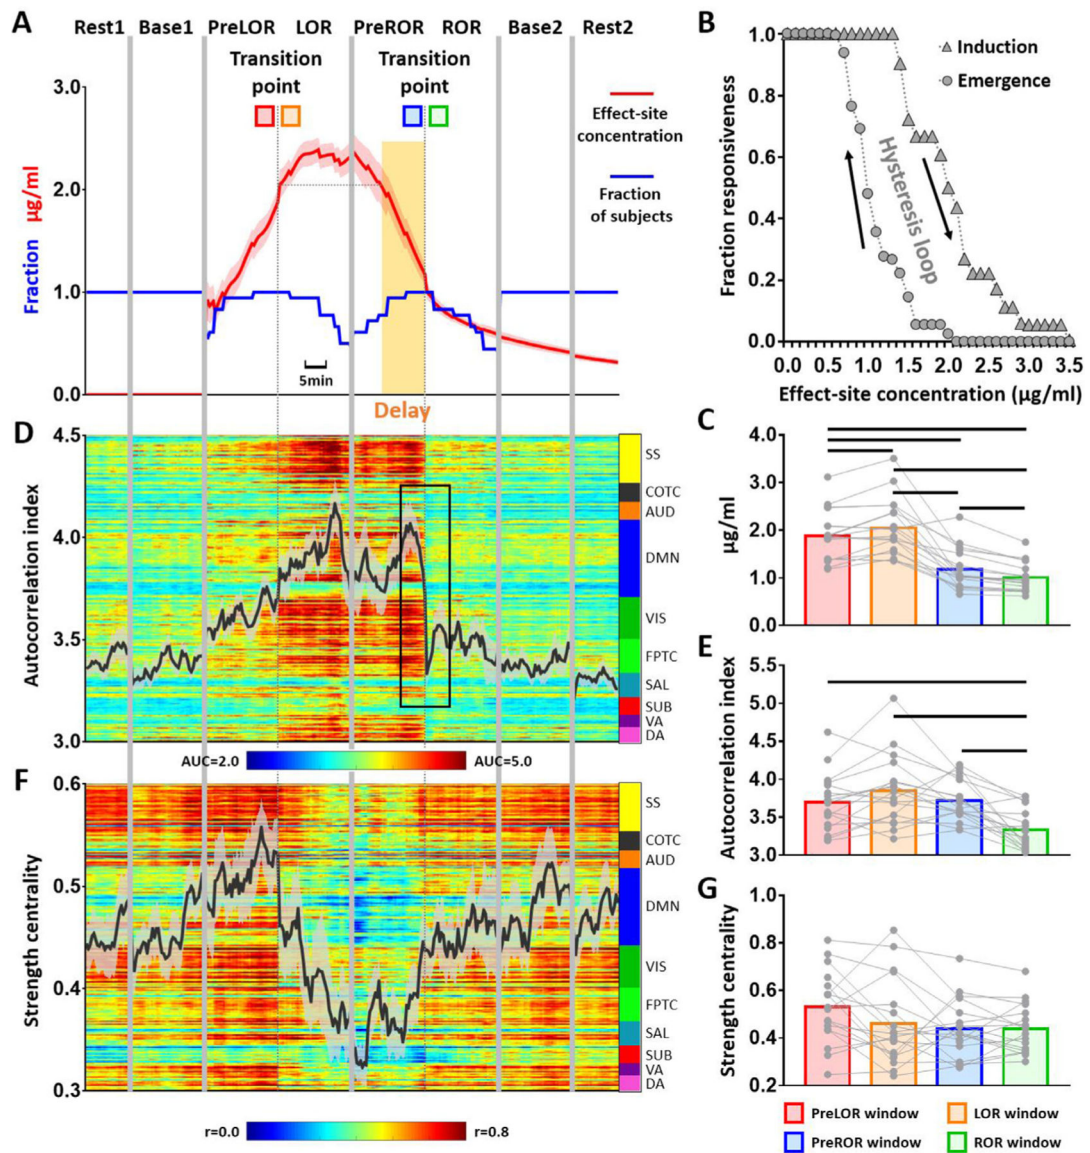 A
Rest1 Base1 PreLOR LOR PreROR ROR Base2 Rest2
Transition point
Transition point
3.0
2.0
1.0
0.0
Fraction µg/ml
Effect-site concentration
Fraction of subjects
5min
Delay
B
1.0
0.8
0.6
0.4
0.2
0.0
Fraction responsiveness
Induction
Emergence
Hysteresis loop
0.0 0.5 1.0 1.5 2.0 2.5 3.0 3.5
Effect-site concentration (µg/ml)
C
4.0
3.0
2.0
1.0
0.0
µg/ml
D
4.5
4.0
3.5
3.0
Autocorrelation index
SS
COTC
AUD
DMN
VIS
FPTC
SAL
SUB
VA
DA
AUC=2.0 AUC=5.0
E
5.5
5.0
4.5
4.0
3.5
3.0
Autocorrelation index
F
0.6
0.5
0.4
0.3
Strength centrality
SS
COTC
AUD
DMN
VIS
FPTC
SAL
SUB
VA
DA
r=0.0 r=0.8
G
1.0
0.8
0.6
0.4
0.2
Strength centrality
PreLOR window LOR window
PreROR window ROR window